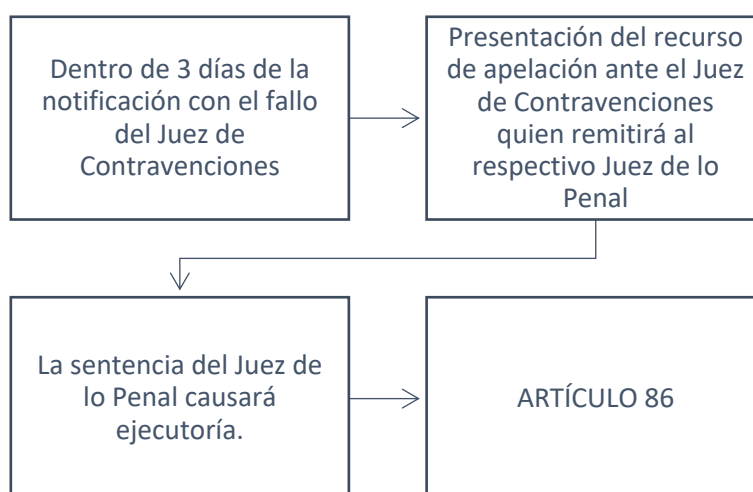 Dentro de 3 días de la
notificación con el fallo
del Juez de
Contravenciones
Presentación del recurso
de apelación ante el Juez
de Contravenciones
quien remitirá al
respectivo Juez de lo
Penal
La sentencia del Juez de
lo Penal causará
ejecutoría.
ARTÍCULO 86